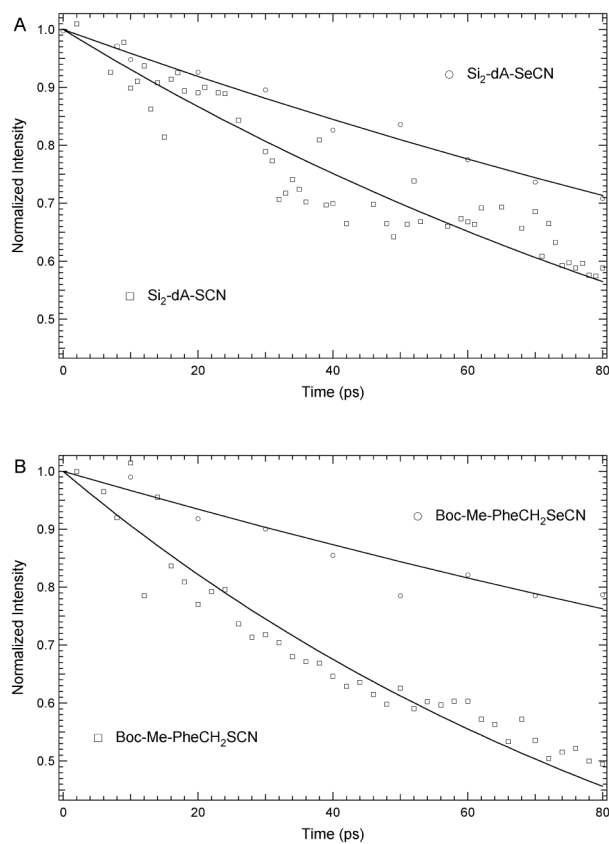 A
1.0
0.9
0.8
0.7
0.6
0.5
Normalized Intensity
○ Si₂-dA-SeCN
□ Si₂-dA-SCN
0 20 40 60 80
Time (ps)
B
1.0
0.9
0.8
0.7
0.6
0.5
Normalized Intensity
○ Boc-Me-PheCH₂SeCN
□ Boc-Me-PheCH₂SCN
0 20 40 60 80
Time (ps)